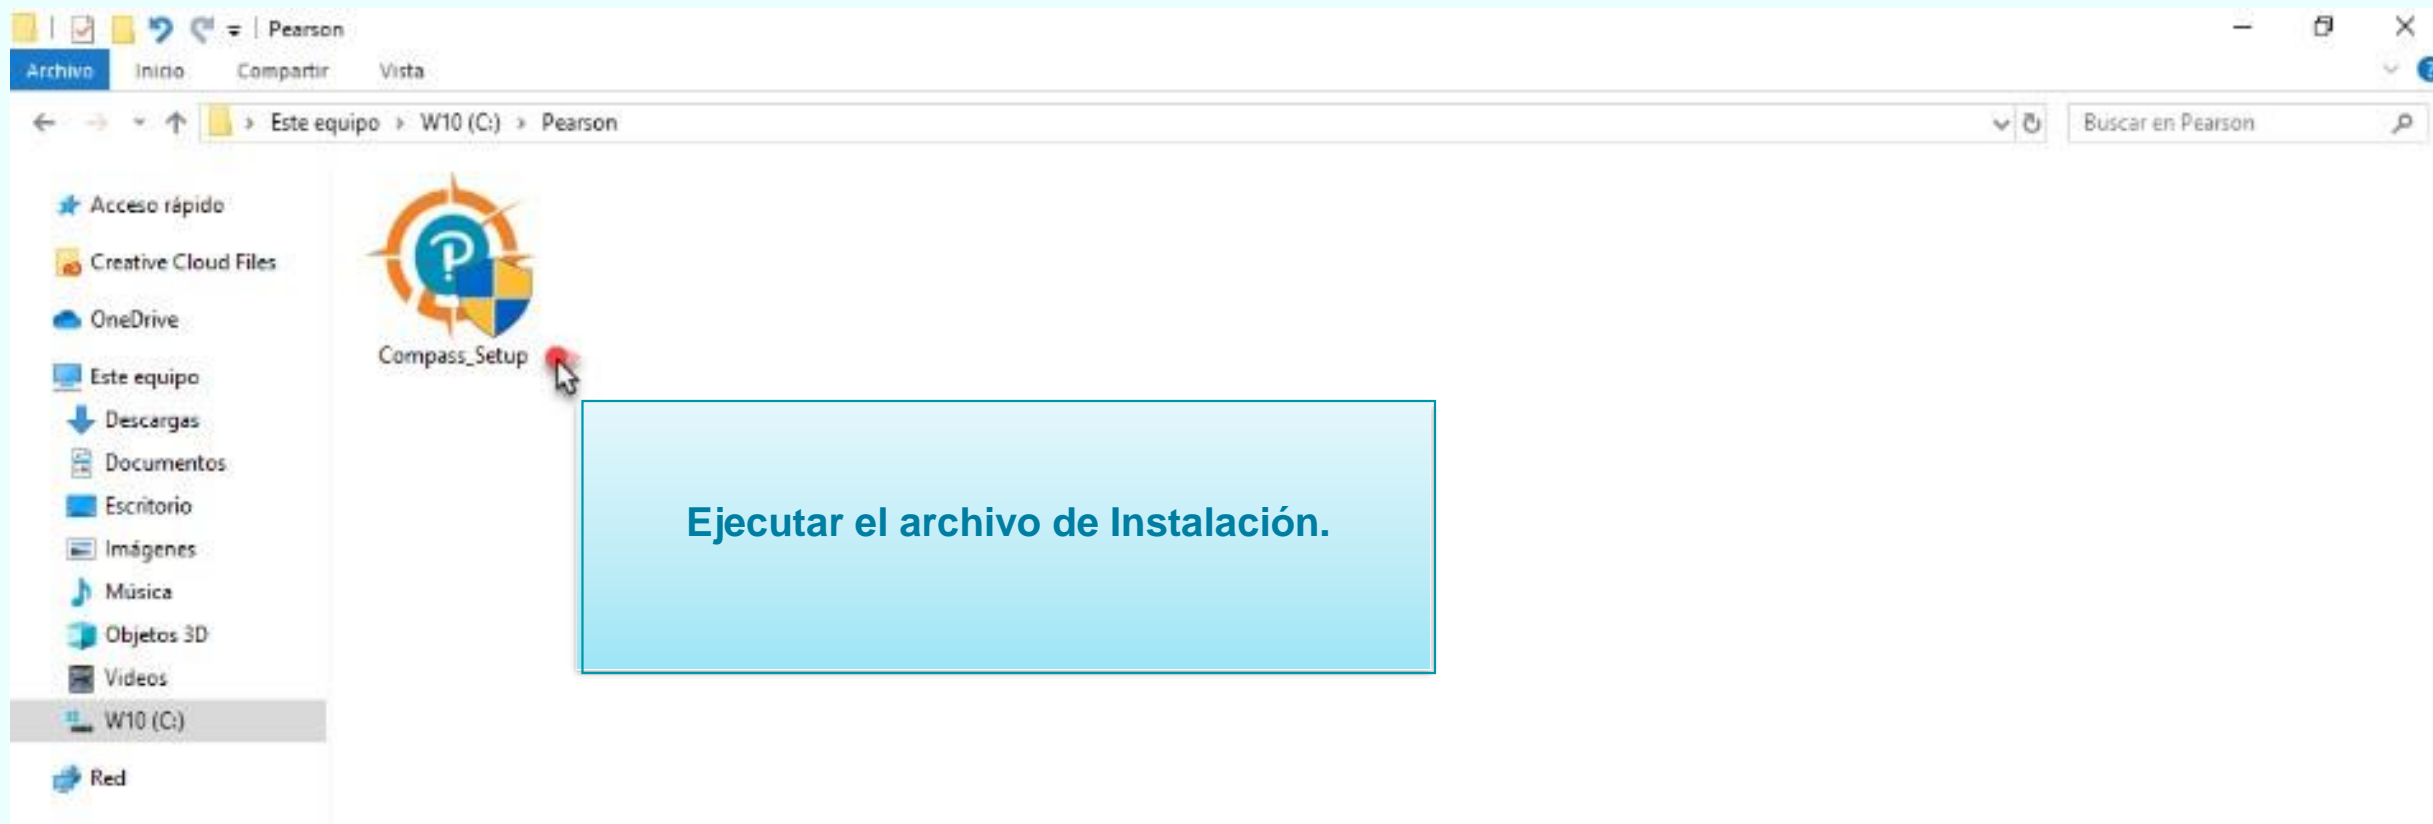 Pearson
Archivo Inicio Compartir Vista
Este equipo > W10 (C:) > Pearson
Buscar en Pearson
Acceso rápido
Creative Cloud Files
OneDrive
Este equipo
Descargas
Documentos
Escritorio
Imágenes
Música
Objetos 3D
Videos
W10 (C:)
Red
Compass_Setup
Ejecutar el archivo de Instalación.